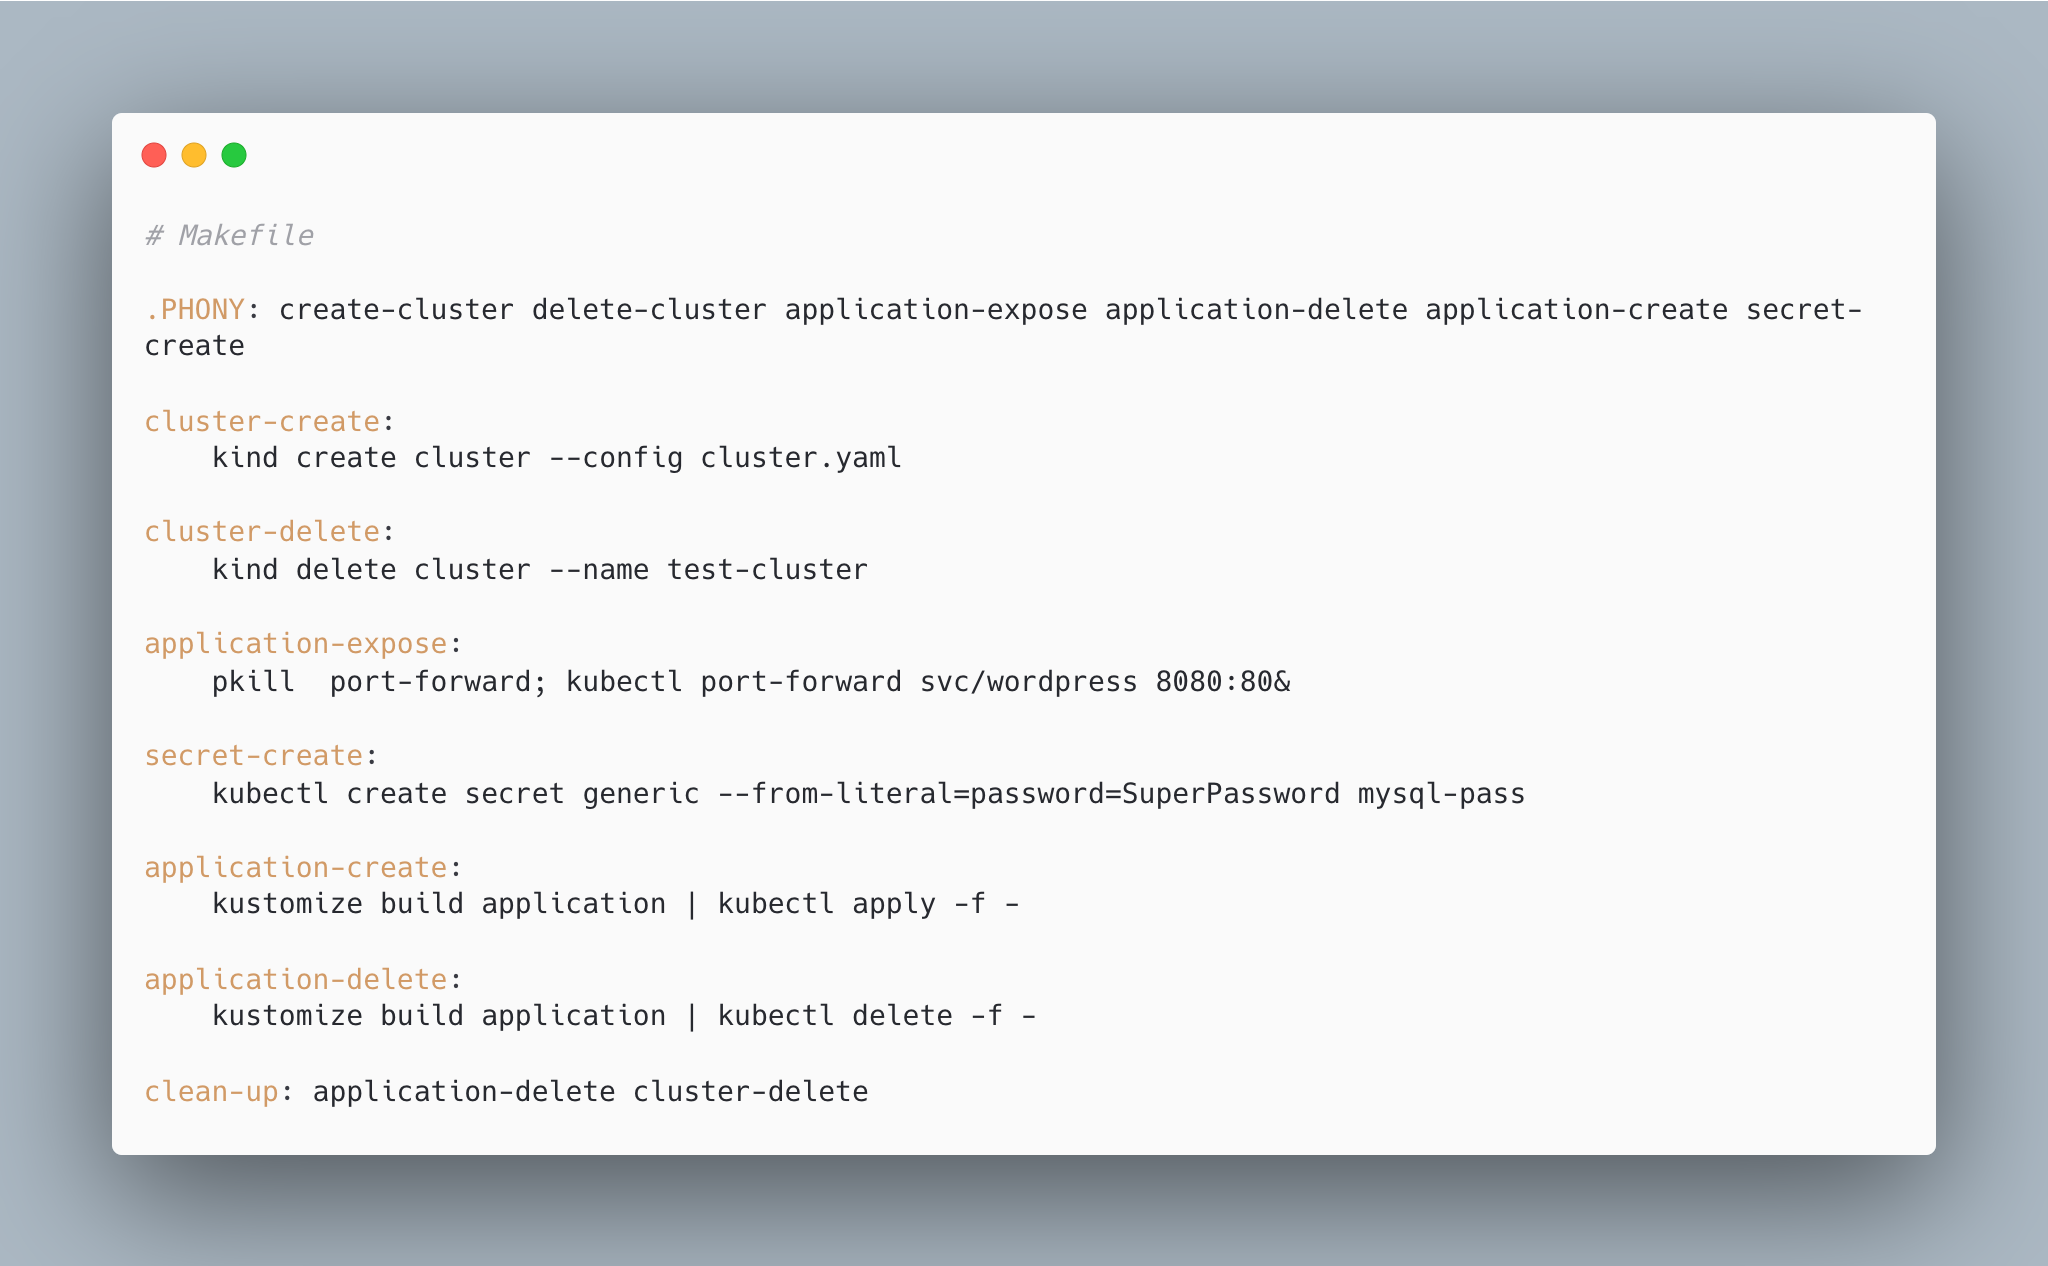 # Makefile
.PHONY: create-cluster delete-cluster application-expose application-delete application-create secret-
create
cluster-create:
    kind create cluster --config cluster.yaml
cluster-delete:
    kind delete cluster --name test-cluster
application-expose:
    pkill  port-forward; kubectl port-forward svc/wordpress 8080:80&
secret-create:
    kubectl create secret generic --from-literal=password=SuperPassword mysql-pass
application-create:
    kustomize build application | kubectl apply -f -
application-delete:
    kustomize build application | kubectl delete -f -
clean-up: application-delete cluster-delete